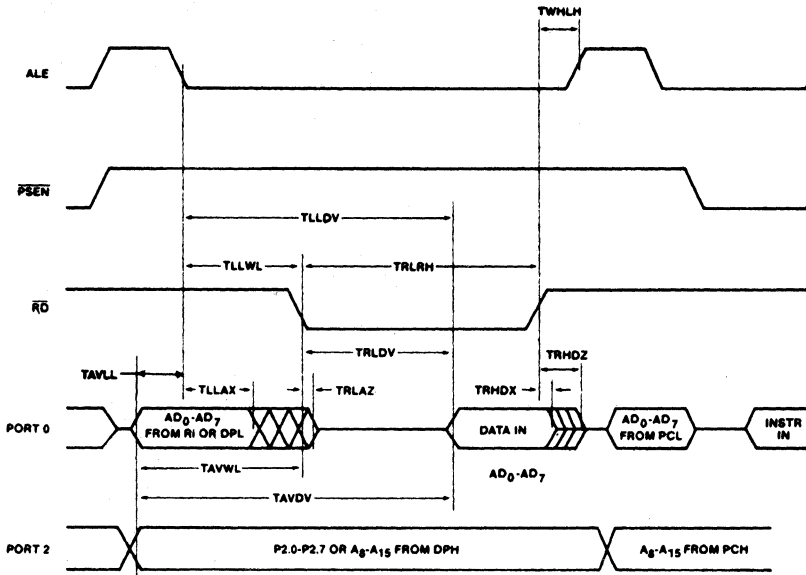 TWHLH
ALE
PSEN
TLLDV
TLLWL
TRLRH
RD
TRLDV
TRHDZ
TAVLL
TLLAX
TRLAZ
TRHDX
PORT 0
AD0-AD7
FROM RI OR DPL
DATA IN
AD0-AD7
FROM PCL
INSTR
IN
TAVWL
AD0-AD7
TAVDV
PORT 2
P2.0-P2.7 OR A8-A15 FROM DPH
A8-A15 FROM PCH